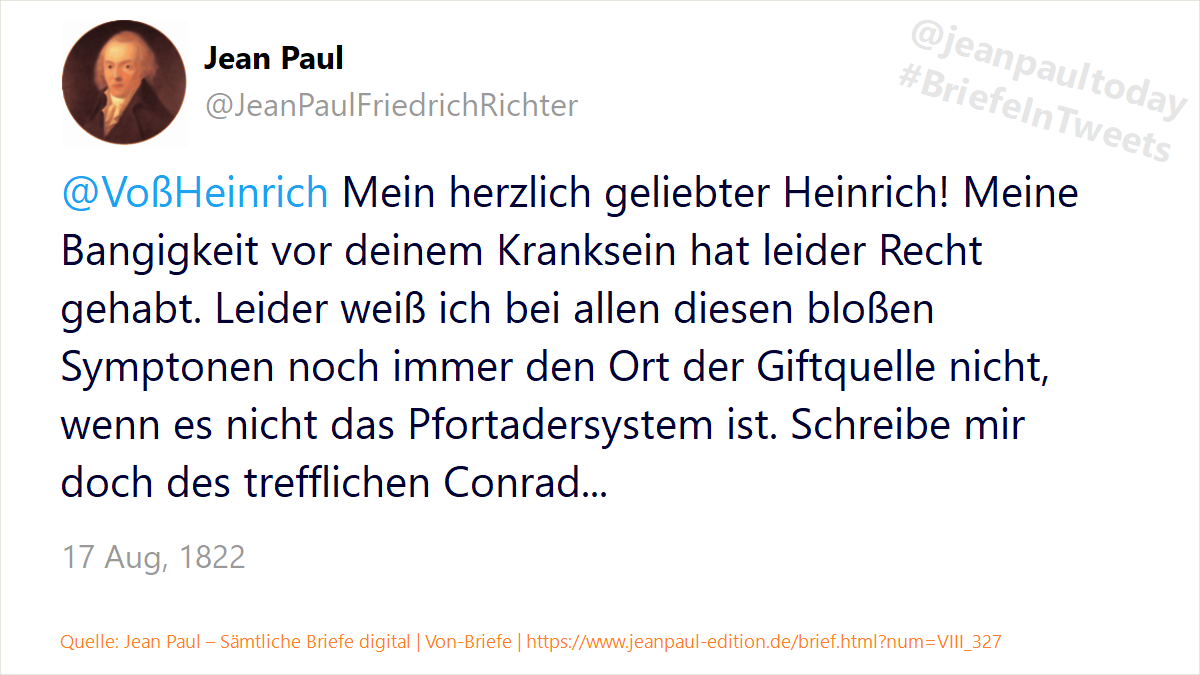 Jean Paul
@JeanPaulFriedrichRichter
@jeanpaultoday
#BriefeInTweets
@VoßHeinrich Mein herzlich geliebter Heinrich! Meine
Bangigkeit vor deinem Kranksein hat leider Recht
gehabt. Leider weiß ich bei allen diesen bloßen
Symptonen noch immer den Ort der Giftquelle nicht,
wenn es nicht das Pfortadersystem ist. Schreibe mir
doch des trefflichen Conrad...
17 Aug, 1822
Quelle: Jean Paul – Sämtliche Briefe digital | Von-Briefe | https://www.jeanpaul-edition.de/brief.html?num=VIII_327